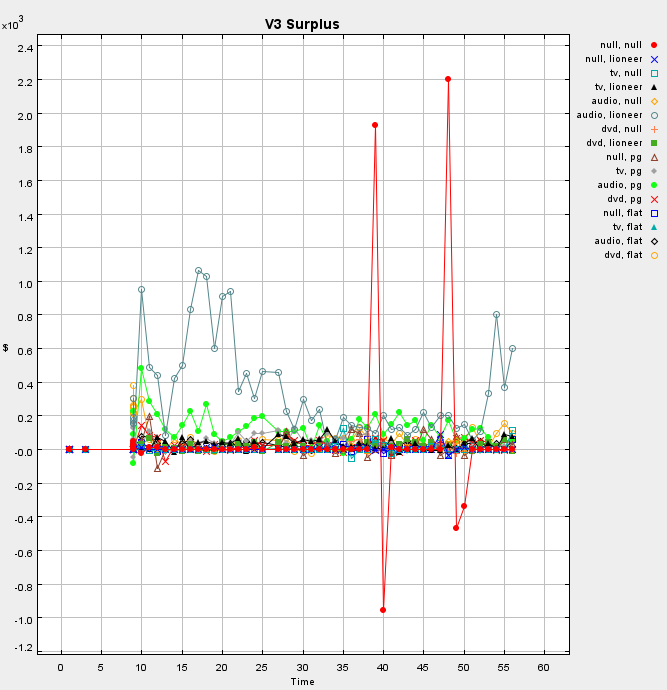 V3 Surplus
×10³
2.4
2.2
2.0
1.8
1.6
1.4
1.2
1.0
0.8
0.6
0.4
0.2
-0.0
-0.2
-0.4
-0.6
-0.8
-1.0
-1.2
$
0 5 10 15 20 25 30 35 40 45 50 55 60
Time
null, null
null, lioneer
tv, null
tv, lioneer
audio, null
audio, lioneer
dvd, null
dvd, lioneer
null, pg
tv, pg
audio, pg
dvd, pg
null, flat
tv, flat
audio, flat
dvd, flat